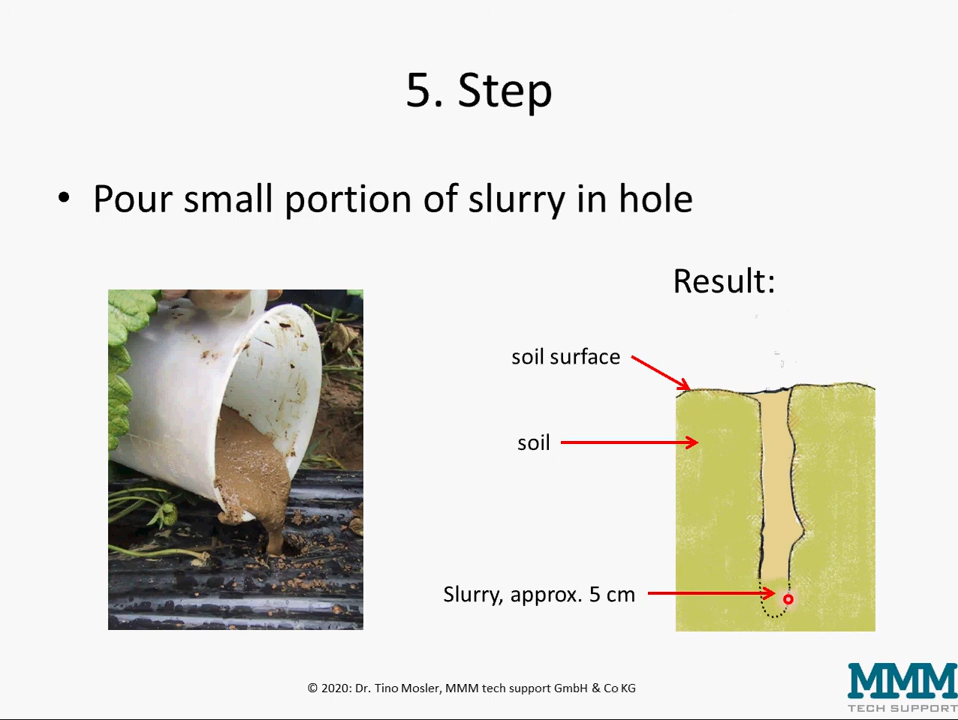 5. Step
• Pour small portion of slurry in hole
Result:
soil surface
soil
Slurry, approx. 5 cm
© 2020: Dr. Tino Mosler, MMM tech support GmbH & Co KG
MMM
TECH SUPPORT